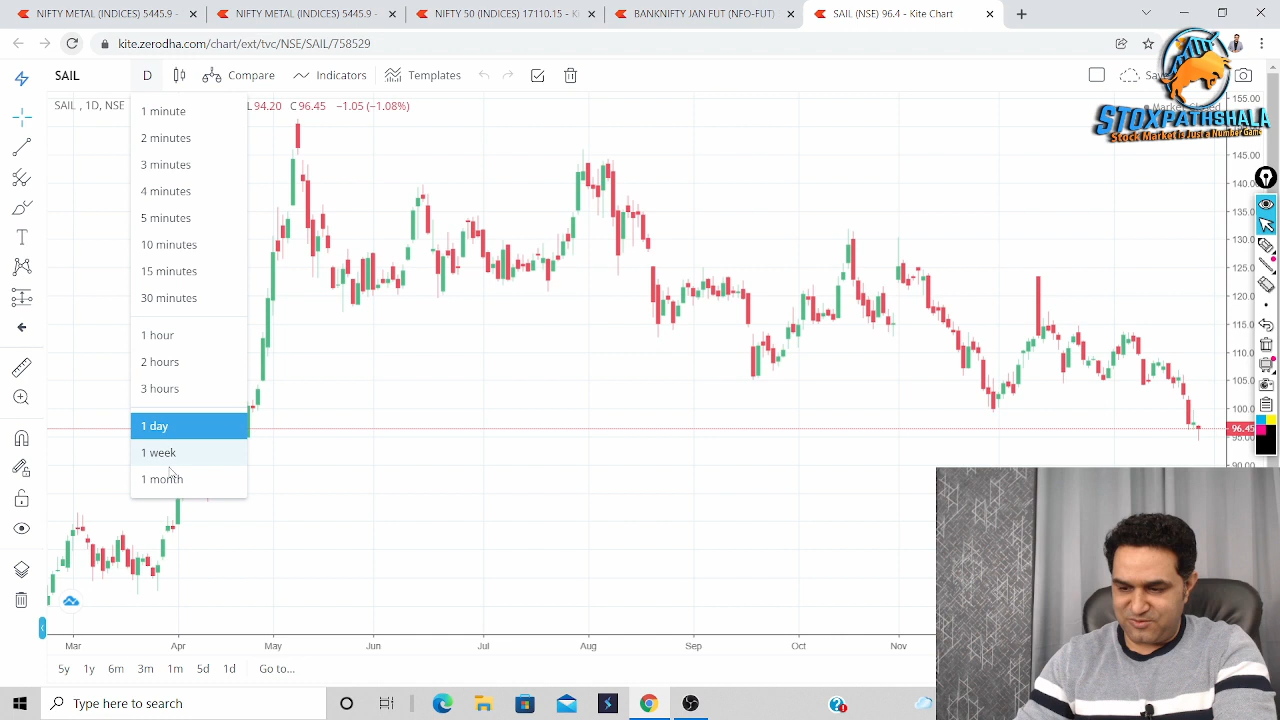 NIFTY METAL (INDICES) 5445.9
NIFTY METAL (INDICES) 5445.9
NIFTY 50 (INDICES) 17110.15 - Ki
BANKNIFTY JAN FUT (NFO-FUT)
SAIL (NSE) 96.4 - Kite Chart
kite.zerodha.com/chart/ext/tvc/NSE/SAIL/758529
SAIL
D
Compare
Indicators
Templates
SAIL , 1D, NSE
L94.20 C96.45 −1.05 (−1.08%)
Market Closed
STOXPATHSHALA
Stock Market is Just a Number Game
1 minute
2 minutes
3 minutes
4 minutes
5 minutes
10 minutes
15 minutes
30 minutes
1 hour
2 hours
3 hours
1 day
1 week
1 month
155.00
145.00
140.00
135.00
130.00
125.00
120.00
115.00
110.00
105.00
100.00
96.45
95.00
90.00
Mar
Apr
May
Jun
Jul
Aug
Sep
Oct
Nov
5y 1y 6m 3m 1m 5d 1d Go to...
Type here to search